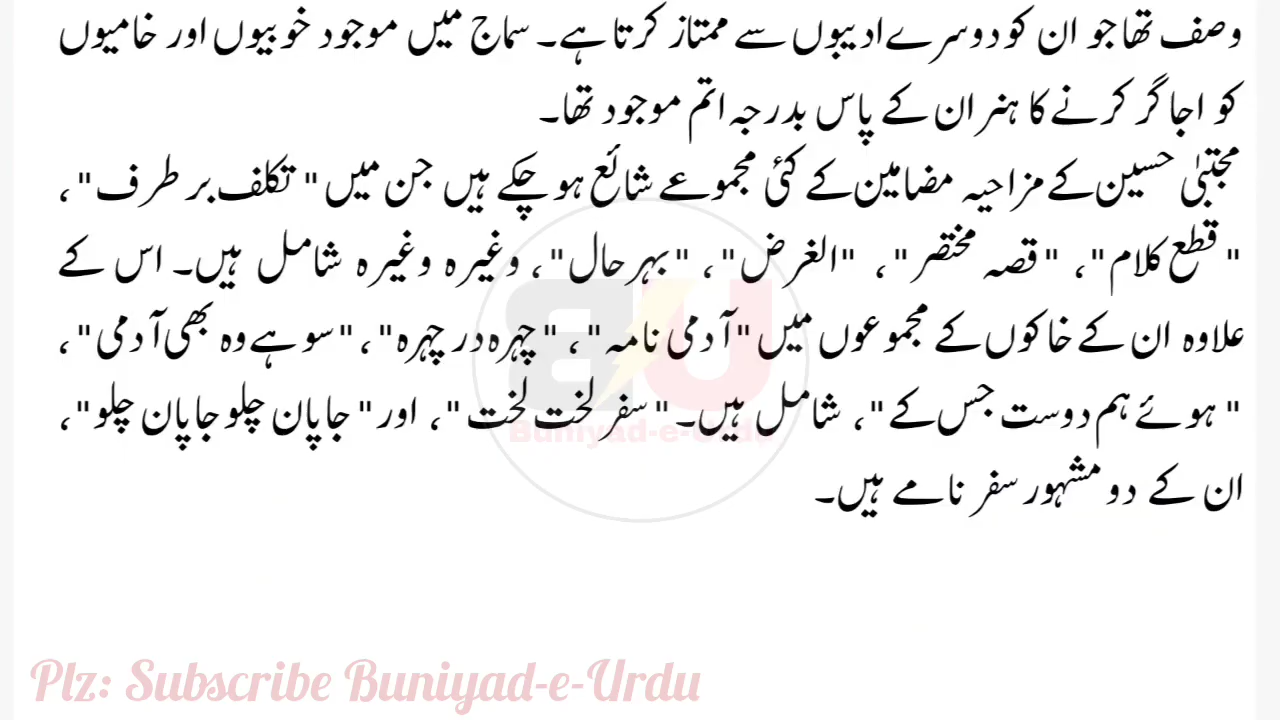 وصف تھا جو ان کو دوسرے ادیبوں سے ممتاز کرتا ہے۔ سماج میں موجود خوبیوں اور خامیوں
کو اجاگر کرنے کا ہنر ان کے پاس بدرجہ اتم موجود تھا۔
مجتبیٰ حسین کے مزاحیہ مضامین کے کئی مجموعے شائع ہو چکے ہیں جن میں "تکلف بر طرف"،
"قطع کلام"، "قصہ مختصر"، "الغرض"، "بہر حال"، وغیرہ وغیرہ شامل ہیں۔ اس کے
علاوہ ان کے خاکوں کے مجموعوں میں "آدمی نامہ"، "چہرہ در چہرہ"، "سو ہے وہ بھی آدمی"،
"ہوئے ہم دوست جس کے"، شامل ہیں۔ "سفر لخت لخت"، اور "جاپان چلو جاپان چلو"،
ان کے دو مشہور سفر نامے ہیں۔
BU
Buniyad-e-Urdu
Plz: Subscribe Buniyad-e-Urdu